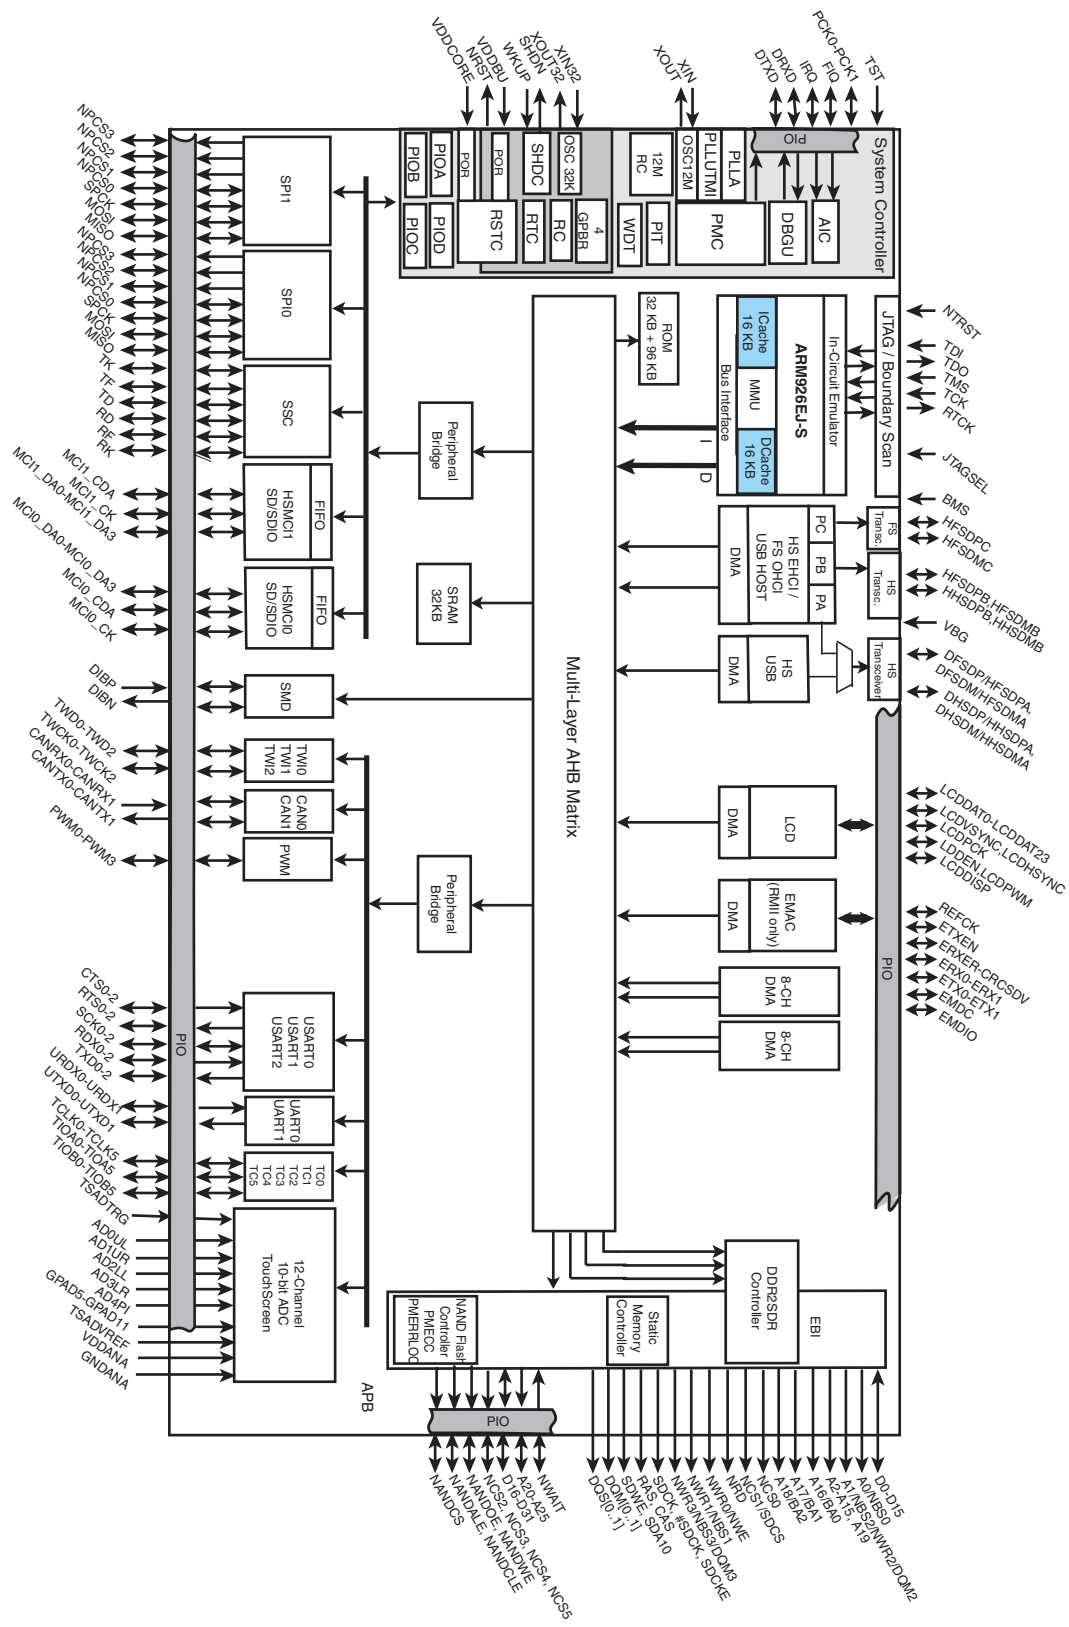 PIO
System Controller
TST
PCK0-PCK1
FIQ
IRQ
DRXD
DTXD
XIN
XOUT
XIN32
XOUT32
SHDN
WKUP
VDDBU
NRST
VDDCORE
AIC
DBGU
PLLA
PLLUTMI
OSC12M
PMC
12M
RC
PIT
WDT
OSC 32K
4
GPBR
RC
SHDC
RTC
POR
RSTC
POR
PIOA
PIOD
PIOB
PIOC
NTRST
TDI
TDO
TMS
TCK
RTCK
JTAGSEL
BMS
HFSDPC
HFSDMC
HFSDPB,HFSDMB
HHSDPB,HHSDMB
VBG
DFSDP/HFSDPA,
DFSDM/HFSDMA
DHSDP/HHSDPA,
DHSDM/HHSDMA
LCDDAT0-LCDDAT23
LCDVSYNC,LCDHSYNC
LCDPCK
LDDEN,LCDPWM
LCDDISP
REFCK
ETXEN
ERXER-CRCSDV
ERX0-ERX1
ETX0-ETX1
EMDC
EMDIO
JTAG / Boundary Scan
In-Circuit Emulator
ARM926EJ-S
ICache
16 KB
MMU
DCache
16 KB
Bus Interface
I
D
FS
Transc.
HS
Transc.
HS
Transceiver
PIO
PC
PB
PA
HS EHCI /
FS OHCI
USB HOST
DMA
HS
USB
DMA
LCD
DMA
EMAC
(RMII only)
DMA
8-CH
DMA
8-CH
DMA
ROM
32 KB + 96 KB
Multi-Layer AHB Matrix
Peripheral
Bridge
SRAM
32KB
Peripheral
Bridge
SPI1
SPI0
SSC
FIFO
HSMCI1
SD/SDIO
FIFO
HSMCI0
SD/SDIO
SMD
TWI0
TWI1
TWI2
CAN0
CAN1
PWM
USART0
USART1
USART2
UART0
UART1
TC0
TC1
TC2
TC3
TC4
TC5
12-Channel
10-bit ADC
TouchScreen
APB
PIO
NPCS3
NPCS2
NPCS1
NPCS0
SPCK
MOSI
MISO
NPCS3
NPCS2
NPCS1
NPCS0
SPCK
MOSI
MISO
TK
TF
TD
RD
RF
RK
MCI1_CDA
MCI1_CK
MCI1_DA0-MCI1_DA3
MCI0_DA0-MCI0_DA3
MCI0_CDA
MCI0_CK
DIBP
DIBN
TWD0-TWD2
TWCK0-TWCK2
CANRX0-CANRX1
CANTX0-CANTX1
PWM0-PWM3
CTS0-2
RTS0-2
SCK0-2
RDX0-2
TXD0-2
URDX0-URDX1
UTXD0-UTXD1
TCLK0-TCLK5
TIOA0-TIOA5
TIOB0-TIOB5
TSADTRG
AD0UL
AD1UR
AD2LL
AD3LR
AD4PI
GPAD5-GPAD11
TSADVREF
VDDANA
GNDANA
EBI
DDR2SDR
Controller
Static
Memory
Controller
NAND Flash
Controller
PMECC
PMERRLOC
PIO
D0-D15
A0/NBS0
A1/NBS2/NWR2/DQM2
A2-A15, A19
A16/BA0
A17/BA1
A18/BA2
NCS0
NCS1/SDCS
NRD
NWR0/NWE
NWR1/NBS1
NWR3/NBS3/DQM3
SDCK, #SDCK, SDCKE
RAS, CAS
SDWE, SDA10
DQM[0..1]
DQS[0..1]
NWAIT
A20-A25
D16-D31
NCS2, NCS3, NCS4, NCS5
NANDOE, NANDWE
NANDALE, NANDCLE
NANDCS